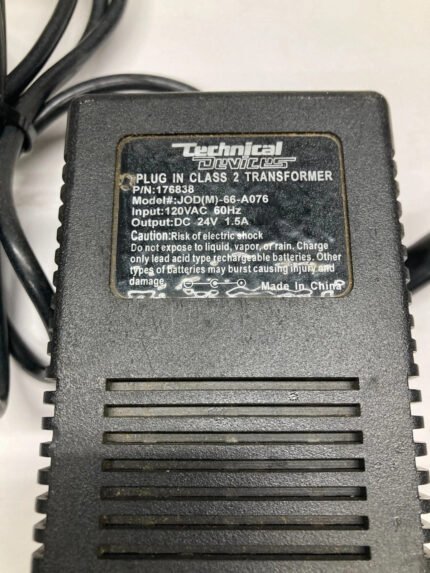 Technical
Devices
PLUG IN CLASS 2 TRANSFORMER
P/N:176838
Model#:JOD(M)-66-A076
Input:120VAC 60Hz
Output:DC 24V 1.5A
Caution:Risk of electric shock
Do not expose to liquid, vapor, or rain. Charge
only lead acid type rechargeable batteries. Other
types of batteries may burst causing injury and
damage.
Made In China